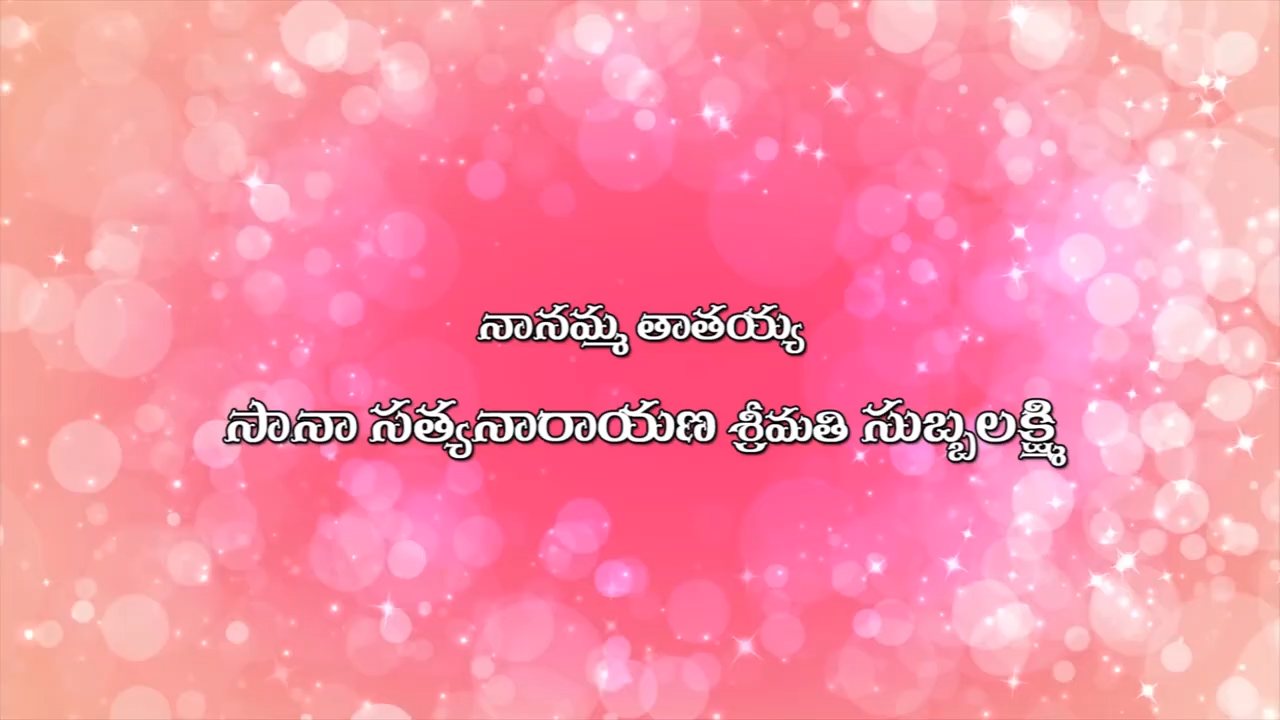 నానమ్మ తాతయ్య
సానా సత్యనారాయణ శ్రీమతి సుబ్బలక్ష్మి